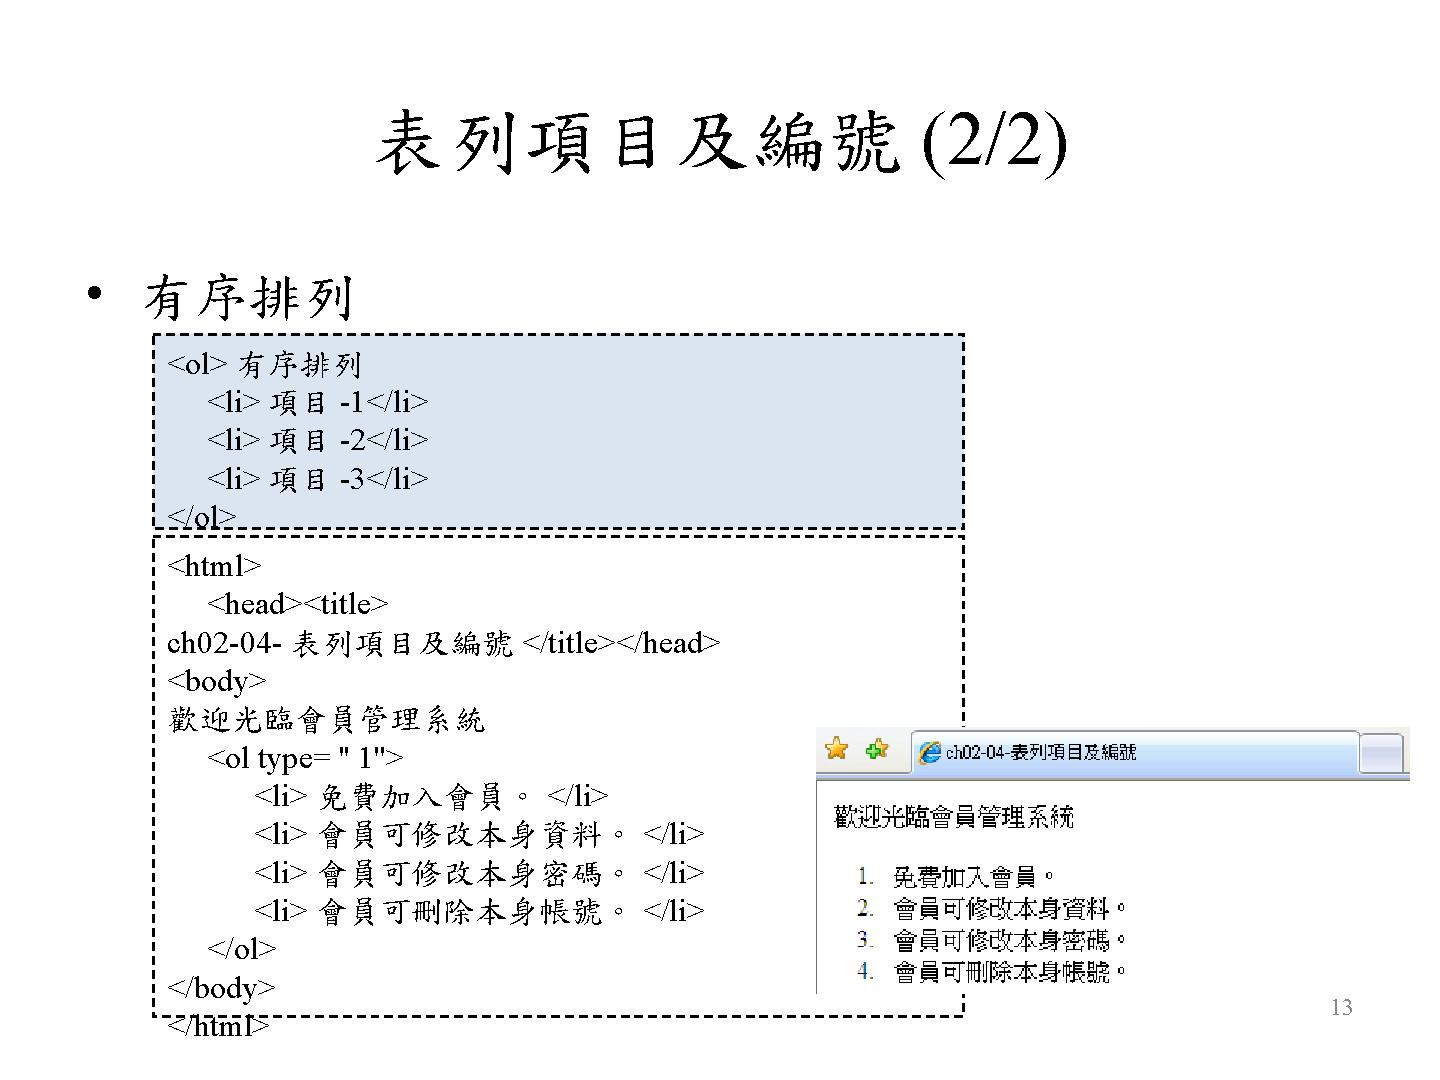 表列項目及編號 (2/2)
• 有序排列
<ol> 有序排列
<li> 項目 -1</li>
<li> 項目 -2</li>
<li> 項目 -3</li>
</ol>
<html>
<head><title>
ch02-04- 表列項目及編號 </title></head>
<body>
歡迎光臨會員管理系統
<ol type= " 1">
<li> 免費加入會員。 </li>
<li> 會員可修改本身資料。 </li>
<li> 會員可修改本身密碼。 </li>
<li> 會員可刪除本身帳號。 </li>
</ol>
</body>
</html>
ch02-04-表列項目及編號
歡迎光臨會員管理系統
1. 免費加入會員。
2. 會員可修改本身資料。
3. 會員可修改本身密碼。
4. 會員可刪除本身帳號。
13